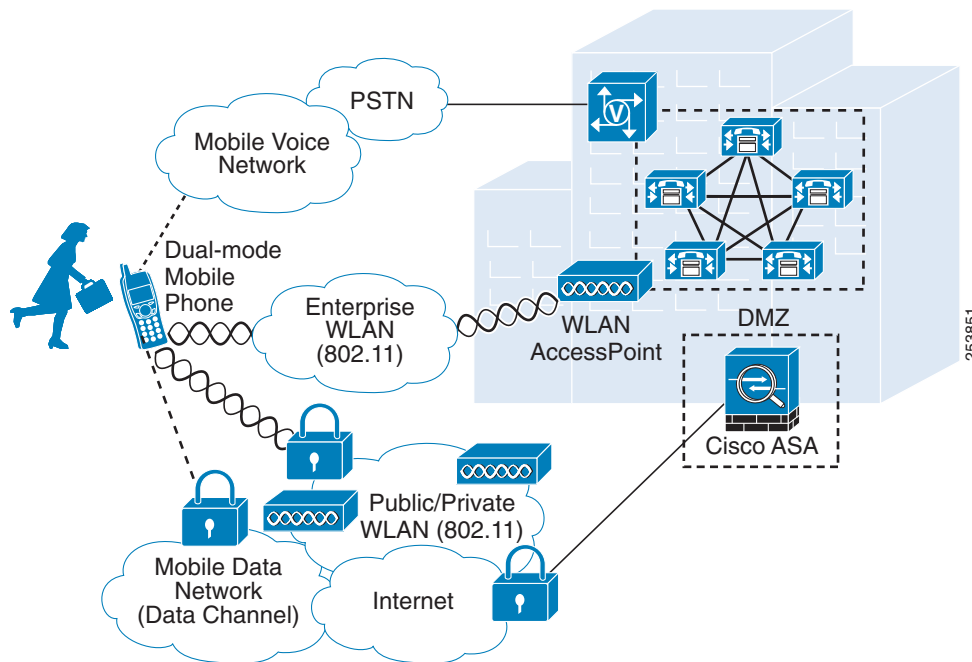 PSTN
V
Mobile Voice
Network
Dual-mode
Mobile
Phone
Enterprise
WLAN
(802.11)
WLAN
AccessPoint
DMZ
Cisco ASA
Public/Private
WLAN (802.11)
Mobile Data
Network
(Data Channel)
Internet
253851